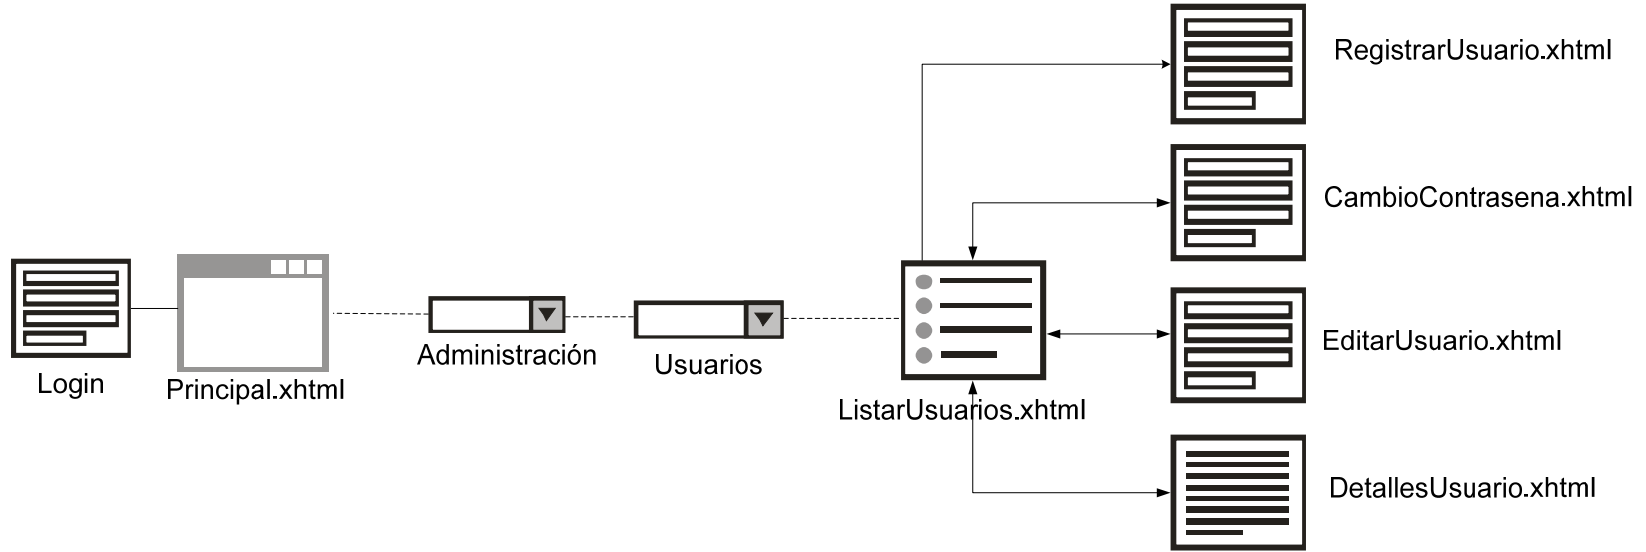 RegistrarUsuario.xhtml
CambioContrasena.xhtml
EditarUsuario.xhtml
Administración
Usuarios
Login
Principal.xhtml
ListarUsuarios.xhtml
DetallesUsuario.xhtml